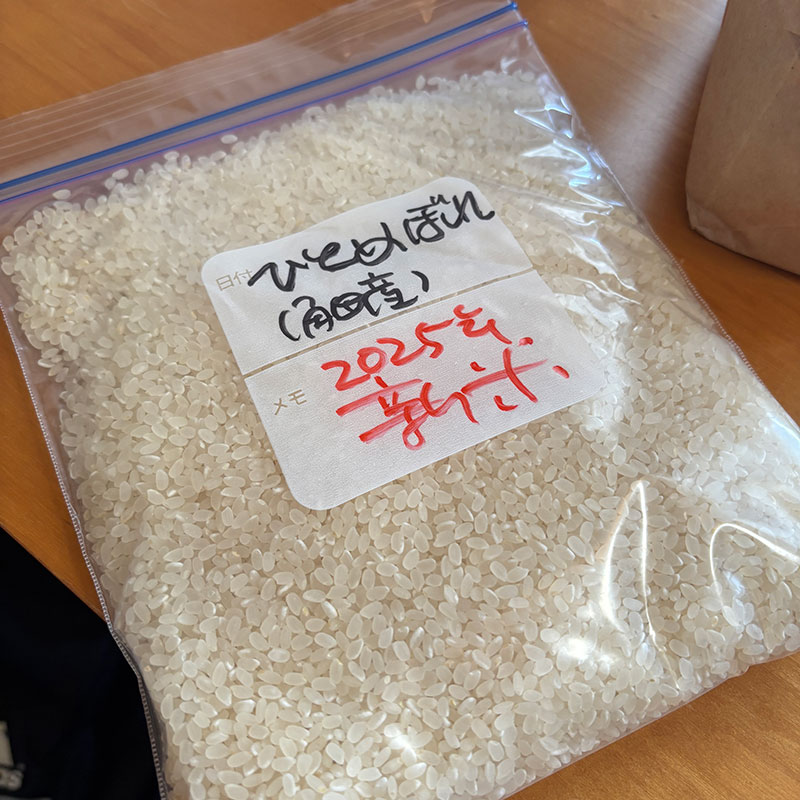 日付
ひとめぼれ
(角田産)
メモ
2025年
新米